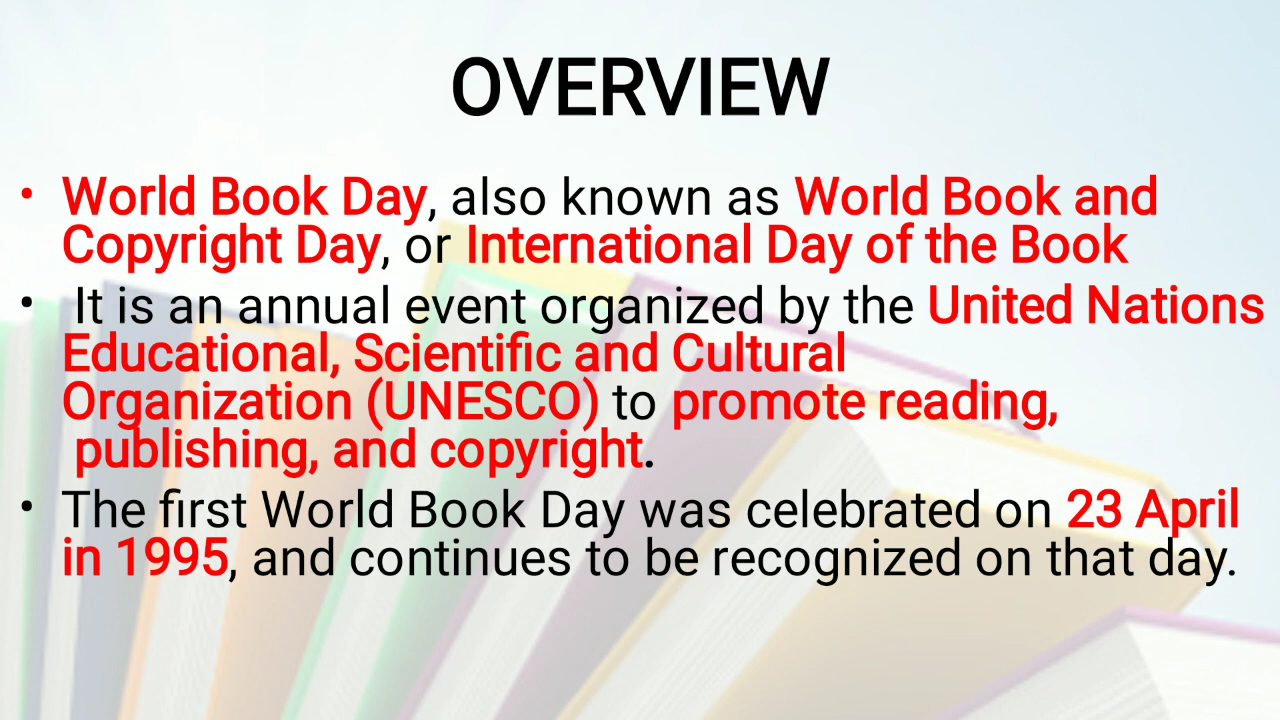 OVERVIEW
• World Book Day, also known as World Book and
Copyright Day, or International Day of the Book
• It is an annual event organized by the United Nations
Educational, Scientific and Cultural
Organization (UNESCO) to promote reading,
publishing, and copyright.
• The first World Book Day was celebrated on 23 April
in 1995, and continues to be recognized on that day.